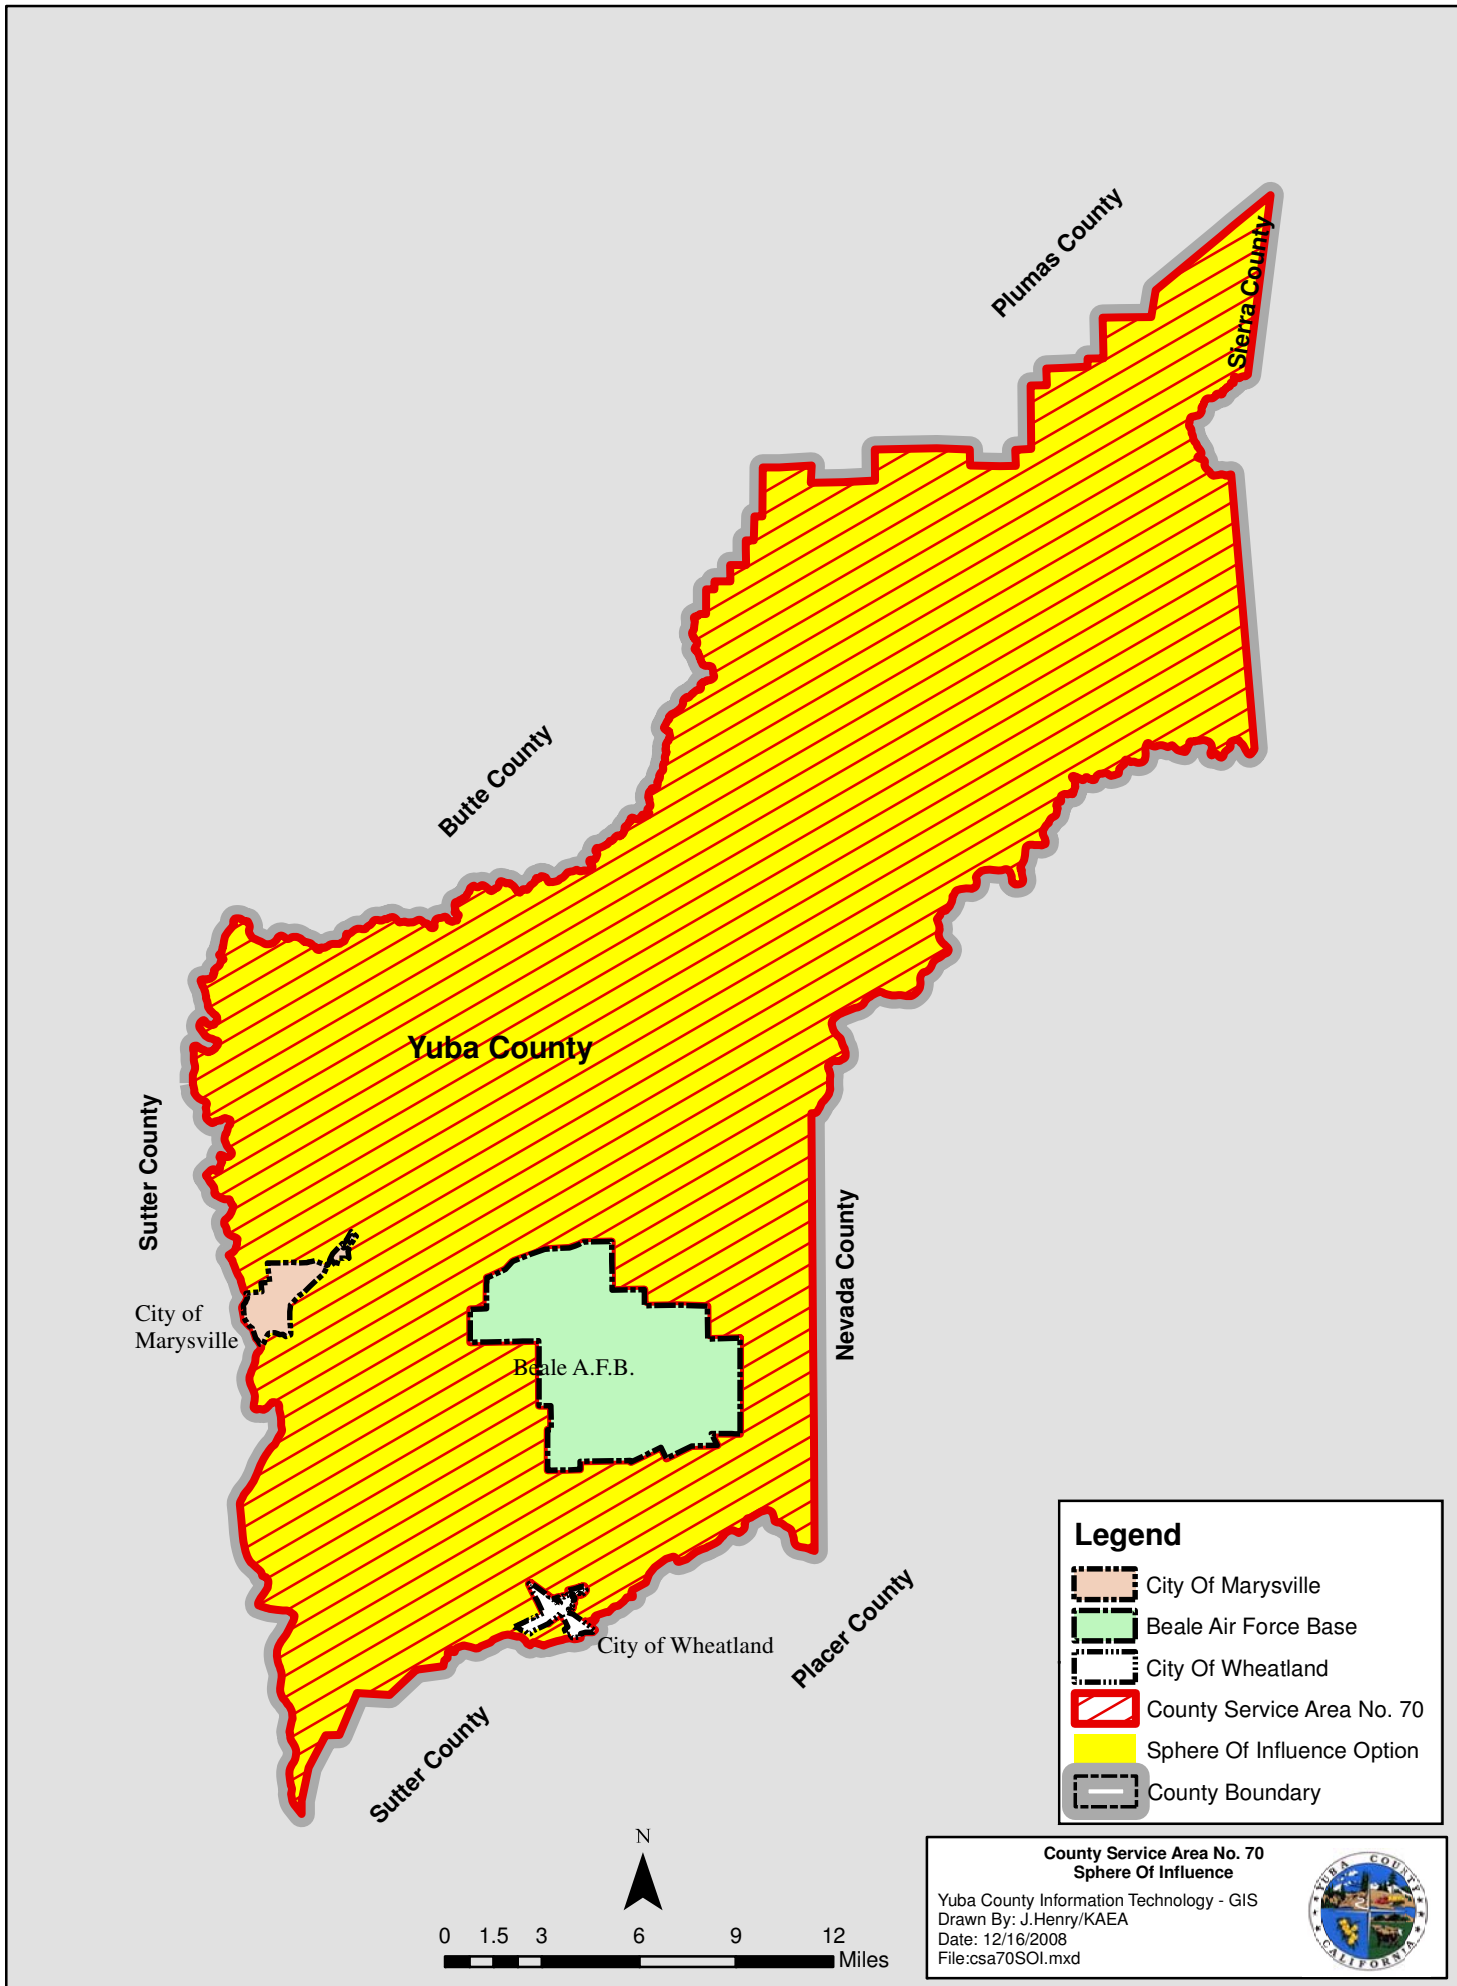 Plumas County
Sierra County
Butte County
Yuba County
Sutter County
City of
Marysville
Beale A.F.B.
Nevada County
City of Wheatland
Placer County
Sutter County
Legend
City Of Marysville
Beale Air Force Base
City Of Wheatland
County Service Area No. 70
Sphere Of Influence Option
County Boundary
N
0 1.5 3 6 9 12
Miles
County Service Area No. 70
Sphere Of Influence
Yuba County Information Technology - GIS
Drawn By: J.Henry/KAEA
Date: 12/16/2008
File:csa70SOI.mxd
YUBA COUNTY
CALIFORNIA